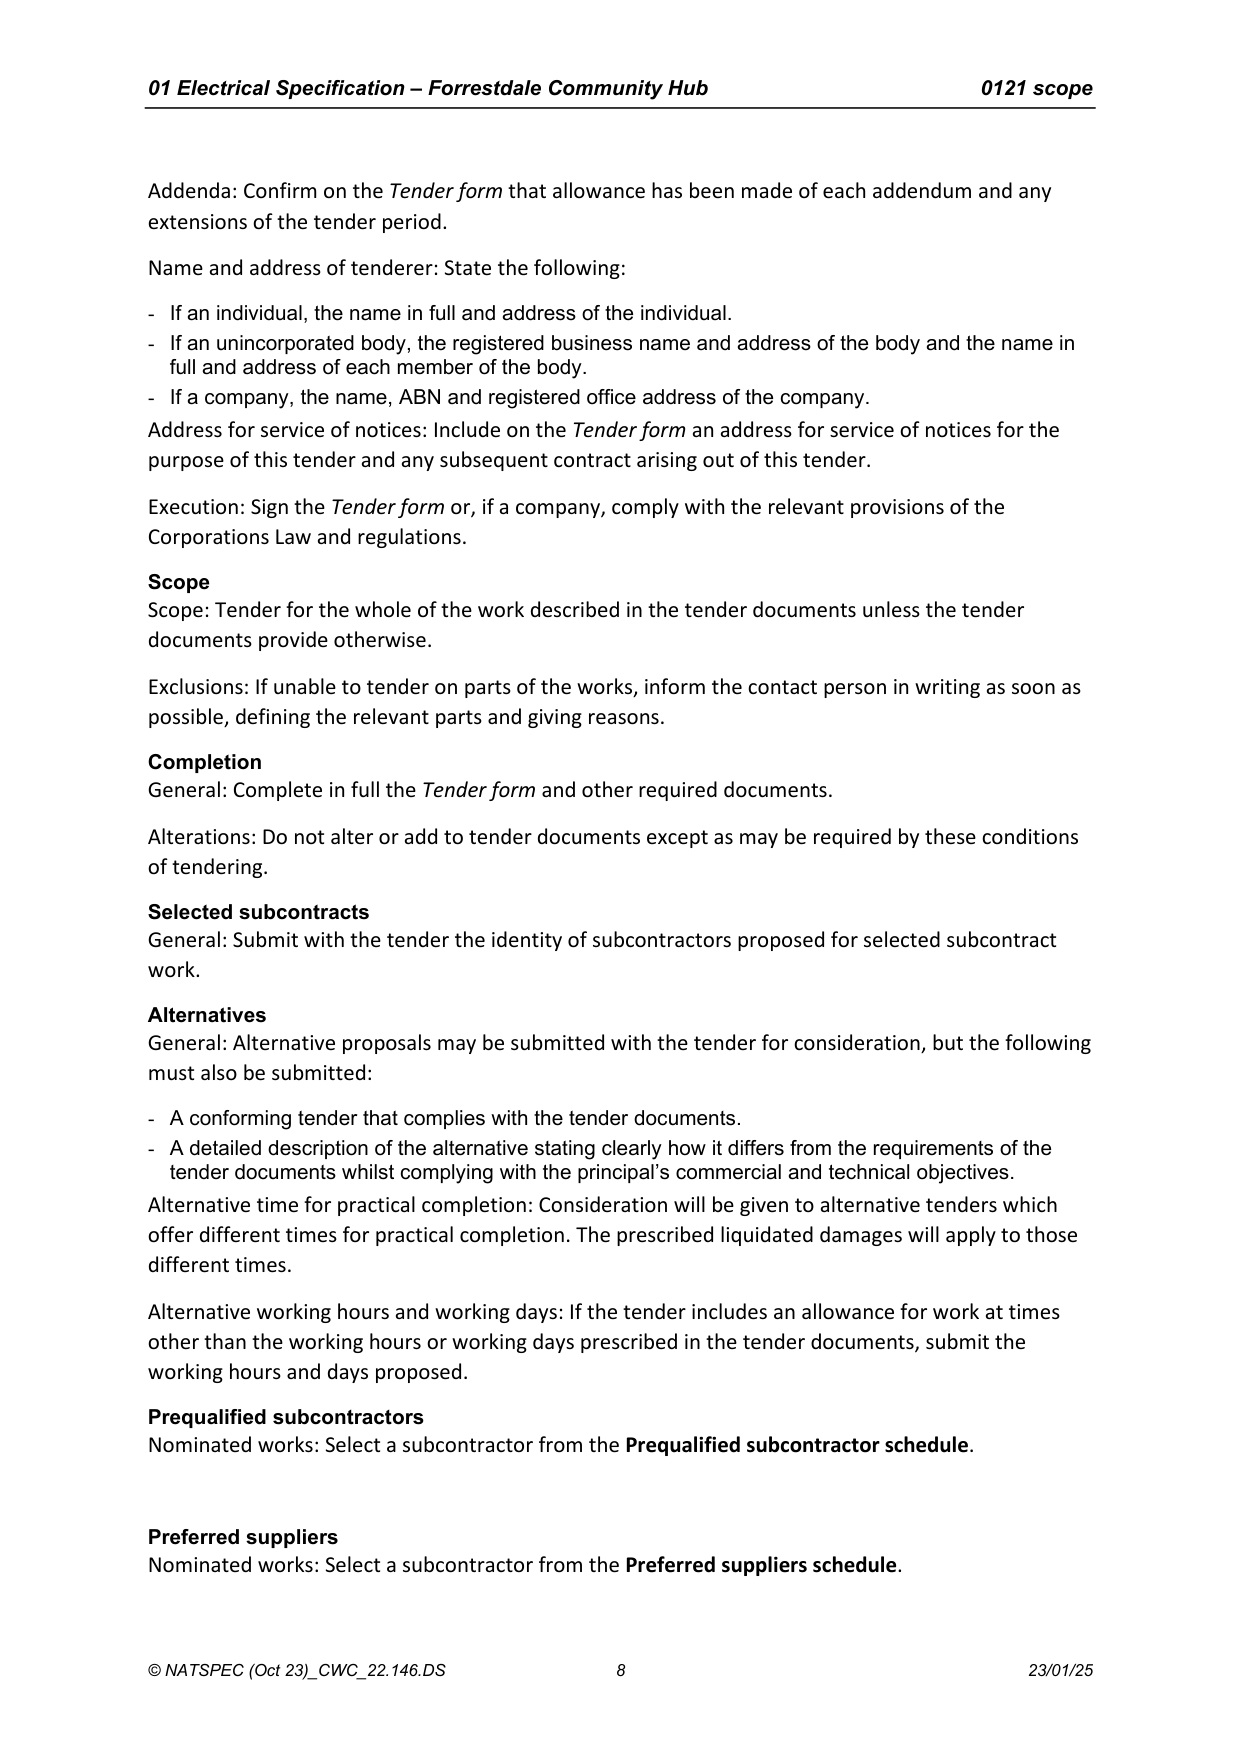 01 Electrical Specification – Forrestdale Community Hub 0121 scope
Addenda: Confirm on the Tender form that allowance has been made of each addendum and any
extensions of the tender period.
Name and address of tenderer: State the following:
- If an individual, the name in full and address of the individual.
- If an unincorporated body, the registered business name and address of the body and the name in
full and address of each member of the body.
- If a company, the name, ABN and registered office address of the company.
Address for service of notices: Include on the Tender form an address for service of notices for the
purpose of this tender and any subsequent contract arising out of this tender.
Execution: Sign the Tender form or, if a company, comply with the relevant provisions of the
Corporations Law and regulations.
Scope
Scope: Tender for the whole of the work described in the tender documents unless the tender
documents provide otherwise.
Exclusions: If unable to tender on parts of the works, inform the contact person in writing as soon as
possible, defining the relevant parts and giving reasons.
Completion
General: Complete in full the Tender form and other required documents.
Alterations: Do not alter or add to tender documents except as may be required by these conditions
of tendering.
Selected subcontracts
General: Submit with the tender the identity of subcontractors proposed for selected subcontract
work.
Alternatives
General: Alternative proposals may be submitted with the tender for consideration, but the following
must also be submitted:
- A conforming tender that complies with the tender documents.
- A detailed description of the alternative stating clearly how it differs from the requirements of the
tender documents whilst complying with the principal’s commercial and technical objectives.
Alternative time for practical completion: Consideration will be given to alternative tenders which
offer different times for practical completion. The prescribed liquidated damages will apply to those
different times.
Alternative working hours and working days: If the tender includes an allowance for work at times
other than the working hours or working days prescribed in the tender documents, submit the
working hours and days proposed.
Prequalified subcontractors
Nominated works: Select a subcontractor from the Prequalified subcontractor schedule.
Preferred suppliers
Nominated works: Select a subcontractor from the Preferred suppliers schedule.
© NATSPEC (Oct 23)_CWC_22.146.DS 8 23/01/25